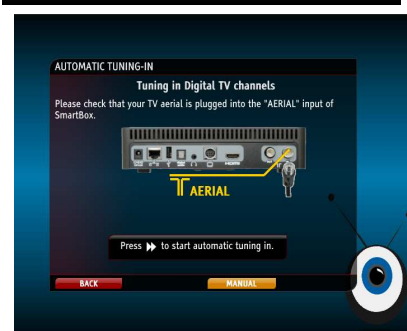 AUTOMATIC TUNING-IN
Tuning in Digital TV channels
Please check that your TV aerial is plugged into the "AERIAL" input of
SmartBox.
AERIAL
Press to start automatic tuning in.
BACK
MANUAL